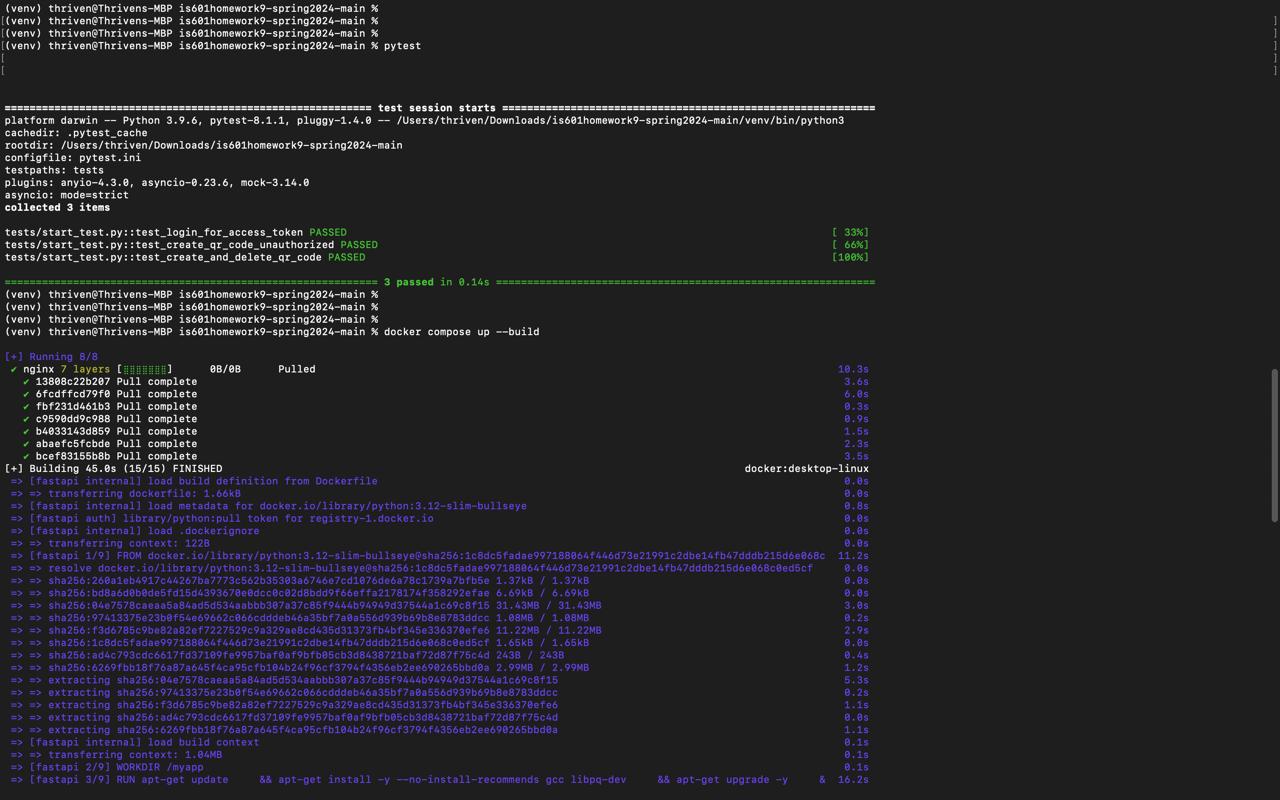 (venv) thriven@Thrivens-MBP is601homework9-spring2024-main %
[(venv) thriven@Thrivens-MBP is601homework9-spring2024-main % ]
[(venv) thriven@Thrivens-MBP is601homework9-spring2024-main % ]
[(venv) thriven@Thrivens-MBP is601homework9-spring2024-main % pytest ]
[ ]
[ ]
=========================================================== test session starts ============================================================
platform darwin -- Python 3.9.6, pytest-8.1.1, pluggy-1.4.0 -- /Users/thriven/Downloads/is601homework9-spring2024-main/venv/bin/python3
cachedir: .pytest_cache
rootdir: /Users/thriven/Downloads/is601homework9-spring2024-main
configfile: pytest.ini
testpaths: tests
plugins: anyio-4.3.0, asyncio-0.23.6, mock-3.14.0
asyncio: mode=strict
collected 3 items
tests/start_test.py::test_login_for_access_token PASSED [ 33%]
tests/start_test.py::test_create_qr_code_unauthorized PASSED [ 66%]
tests/start_test.py::test_create_and_delete_qr_code PASSED [100%]
============================================================ 3 passed in 0.14s =============================================================
(venv) thriven@Thrivens-MBP is601homework9-spring2024-main %
(venv) thriven@Thrivens-MBP is601homework9-spring2024-main %
(venv) thriven@Thrivens-MBP is601homework9-spring2024-main %
(venv) thriven@Thrivens-MBP is601homework9-spring2024-main % docker compose up --build
[+] Running 8/8
✔ nginx 7 layers [⣿⣿⣿⣿⣿⣿⣿] 0B/0B Pulled 10.3s
✔ 13808c22b207 Pull complete 3.6s
✔ 6fcdffcd79f0 Pull complete 6.0s
✔ fbf231d461b3 Pull complete 0.3s
✔ c9590dd9c988 Pull complete 0.9s
✔ b4033143d859 Pull complete 1.5s
✔ abaefc5fcbde Pull complete 2.3s
✔ bcef83155b8b Pull complete 3.5s
[+] Building 45.0s (15/15) FINISHED docker:desktop-linux
=> [fastapi internal] load build definition from Dockerfile 0.0s
=> => transferring dockerfile: 1.66kB 0.0s
=> [fastapi internal] load metadata for docker.io/library/python:3.12-slim-bullseye 0.8s
=> [fastapi auth] library/python:pull token for registry-1.docker.io 0.0s
=> [fastapi internal] load .dockerignore 0.0s
=> => transferring context: 122B 0.0s
=> [fastapi 1/9] FROM docker.io/library/python:3.12-slim-bullseye@sha256:1c8dc5fadae997188064f446d73e21991c2dbe14fb47dddb215d6e068c 11.2s
=> => resolve docker.io/library/python:3.12-slim-bullseye@sha256:1c8dc5fadae997188064f446d73e21991c2dbe14fb47dddb215d6e068c0ed5cf 0.0s
=> => sha256:260a1eb4917c44267ba7773c562b35303a6746e7cd1076de6a78c1739a7bfb5e 1.37kB / 1.37kB 0.0s
=> => sha256:bd8a6d0b0de5fd15d4393670e0dcc0c02d8bdd9f66effa2178174f358292efae 6.69kB / 6.69kB 0.0s
=> => sha256:04e7578caeaa5a84ad5d534aabbb307a37c85f9444b94949d37544a1c69c8f15 31.43MB / 31.43MB 3.0s
=> => sha256:97413375e23b0f54e69662c066cdddeb46a35bf7a0a556d939b69b8e8783ddcc 1.08MB / 1.08MB 0.2s
=> => sha256:f3d6785c9be82a82ef7227529c9a329ae8cd435d31373fb4bf345e336370efe6 11.22MB / 11.22MB 2.9s
=> => sha256:1c8dc5fadae997188064f446d73e21991c2dbe14fb47dddb215d6e068c0ed5cf 1.65kB / 1.65kB 0.0s
=> => sha256:ad4c793cdc6617fd37109fe9957baf0af9bfb05cb3d8438721baf72d87f75c4d 243B / 243B 0.4s
=> => sha256:6269fbb18f76a87a645f4ca95cfb104b24f96cf3794f4356eb2ee690265bbd0a 2.99MB / 2.99MB 1.2s
=> => extracting sha256:04e7578caeaa5a84ad5d534aabbb307a37c85f9444b94949d37544a1c69c8f15 5.3s
=> => extracting sha256:97413375e23b0f54e69662c066cdddeb46a35bf7a0a556d939b69b8e8783ddcc 0.2s
=> => extracting sha256:f3d6785c9be82a82ef7227529c9a329ae8cd435d31373fb4bf345e336370efe6 1.1s
=> => extracting sha256:ad4c793cdc6617fd37109fe9957baf0af9bfb05cb3d8438721baf72d87f75c4d 0.0s
=> => extracting sha256:6269fbb18f76a87a645f4ca95cfb104b24f96cf3794f4356eb2ee690265bbd0a 1.1s
=> [fastapi internal] load build context 0.1s
=> => transferring context: 1.04MB 0.1s
=> [fastapi 2/9] WORKDIR /myapp 0.1s
=> [fastapi 3/9] RUN apt-get update && apt-get install -y --no-install-recommends gcc libpq-dev && apt-get upgrade -y & 16.2s